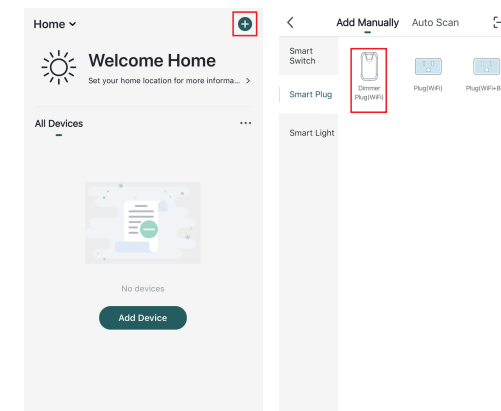 Home
Welcome Home
Set your home location for more informa...
All Devices
No devices
Add Device
Add Manually Auto Scan
Smart
Switch
Smart Plug
Smart Light
Dimmer
Plug(WiFi)
Plug(WiFi)
Plug(WiFi+B